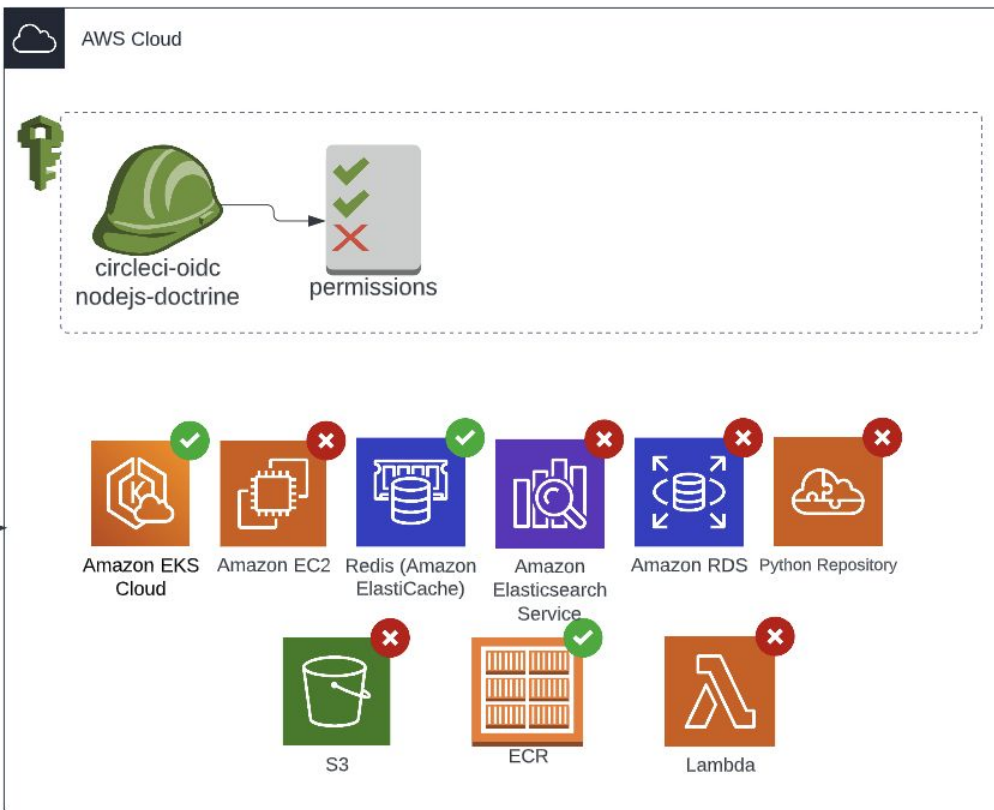 AWS Cloud
circleci-oidc
nodejs-doctrine
permissions
Amazon EKS
Cloud
Amazon EC2
Redis (Amazon
ElastiCache)
Amazon
Elasticsearch
Service
Amazon RDS
Python Repository
S3
ECR
Lambda